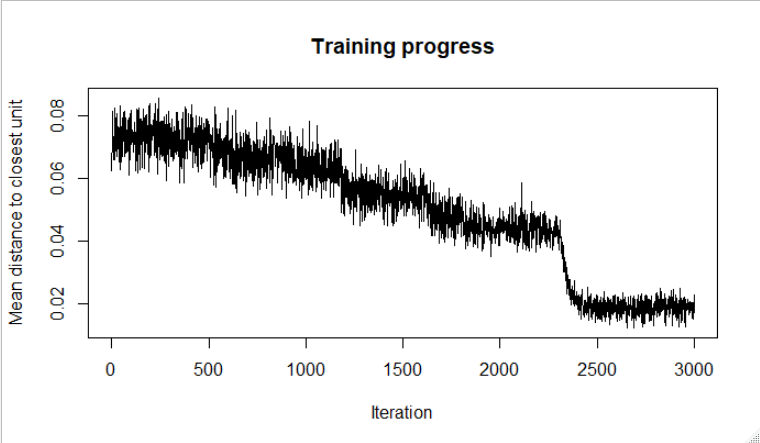 Training progress
Mean distance to closest unit
0.08
0.06
0.04
0.02
0 500 1000 1500 2000 2500 3000
Iteration